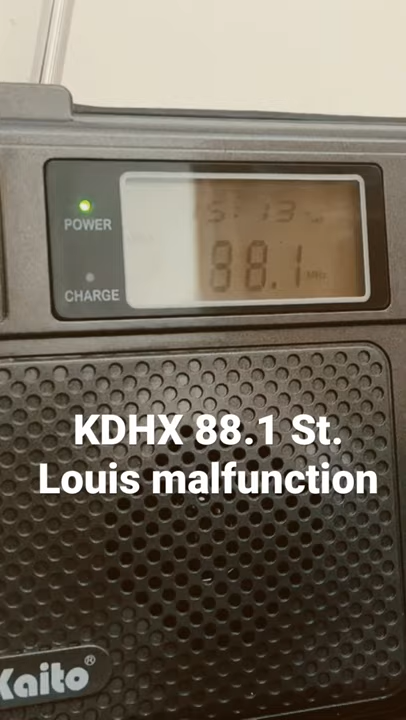 15:13
POWER
88.1 MHz
CHARGE
KDHX 88.1 St.
Louis malfunction
Kaito®